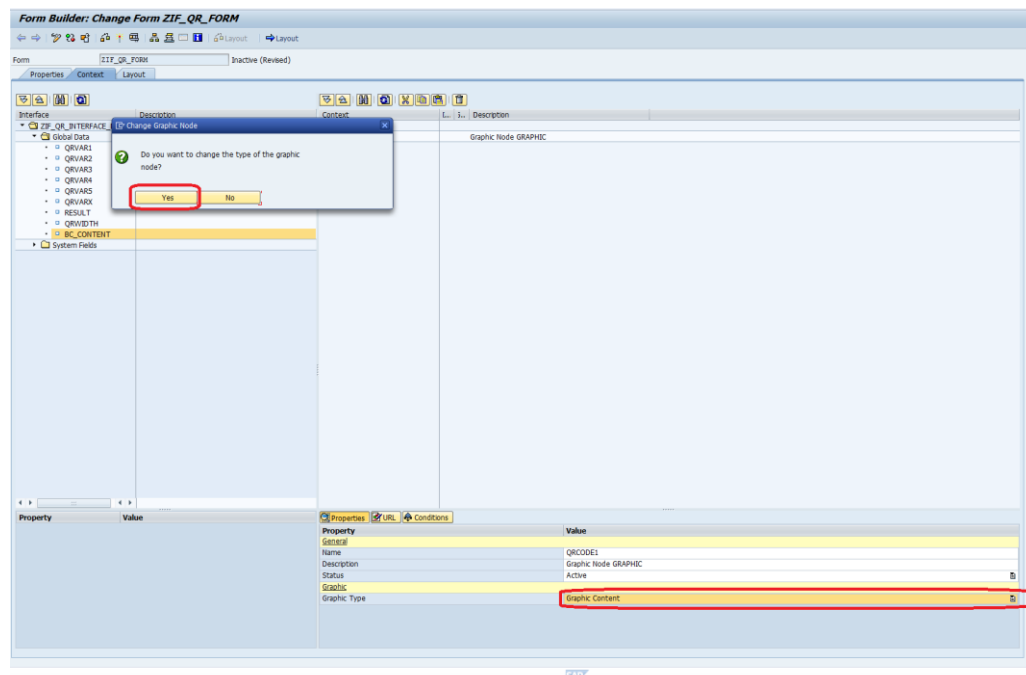 Form Builder: Change Form ZIF_QR_FORM
Layout Layout
Form ZIF_QR_FORM Inactive (Revised)
Properties Context Layout
Interface Description Context Description
ZIF_QR_INTERFACE_
Global Data Graphic Node GRAPHIC
Change Graphic Node
Do you want to change the type of the graphic
node?
Yes No
QRVAR1
QRVAR2
QRVAR3
QRVAR4
QRVAR5
QRVARX
RESULT
QRWIDTH
BC_CONTENT
System Fields
Property Value
Properties URL Conditions
Property Value
General
Name QRCODE1
Description Graphic Node GRAPHIC
Status Active
Graphic
Graphic Type Graphic Content